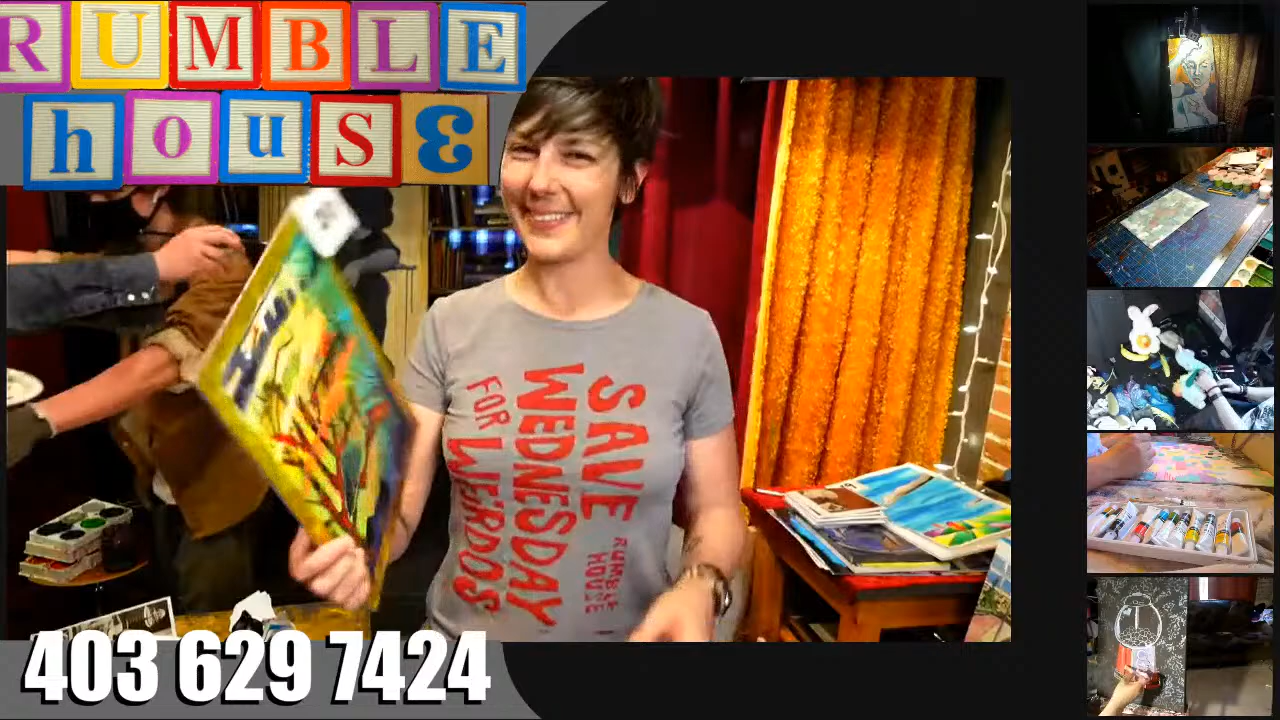 RUMBLE
houSE
SAVE
WEDNESDAY
FOR WEIRDOS
RUMBLE
HOUSE
403 629 7424